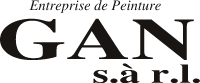 Entreprise de Peinture
GAN
s.à r.l.